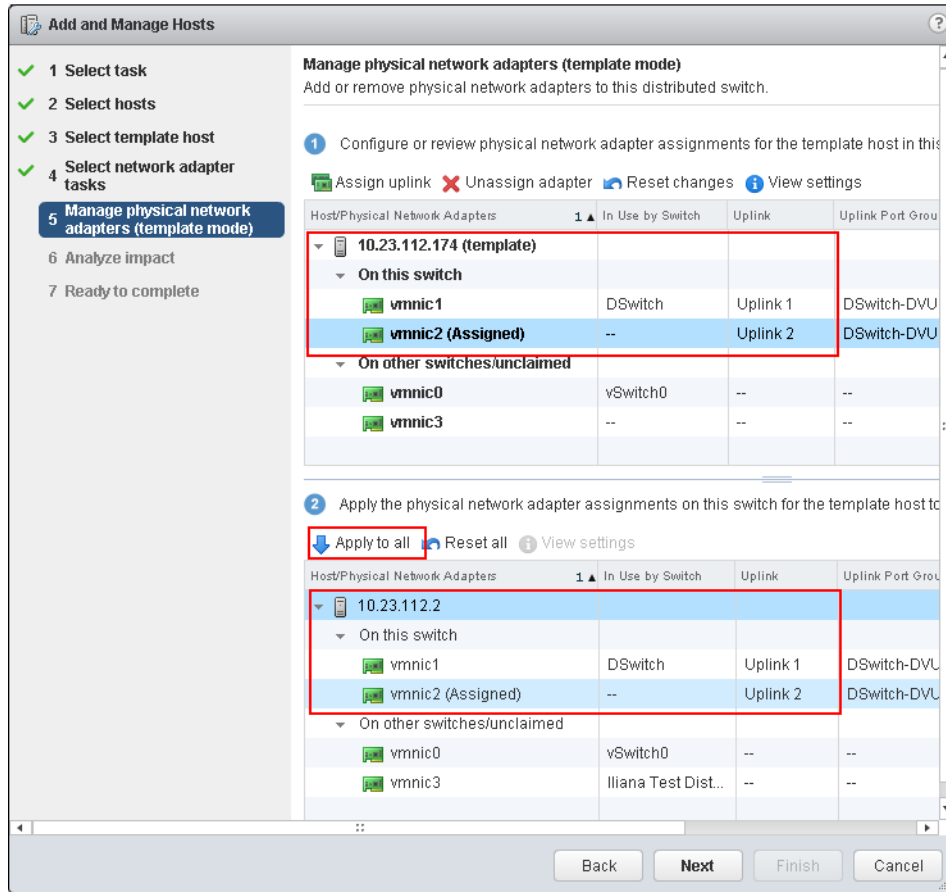 Add and Manage Hosts
?
1 Select task
2 Select hosts
3 Select template host
4 Select network adapter
tasks
5 Manage physical network
adapters (template mode)
6 Analyze impact
7 Ready to complete
Manage physical network adapters (template mode)
Add or remove physical network adapters to this distributed switch.
1 Configure or review physical network adapter assignments for the template host in this
Assign uplink Unassign adapter Reset changes View settings
Host/Physical Network Adapters 1 ▲ In Use by Switch Uplink Uplink Port Grou
10.23.112.174 (template)
On this switch
vmnic1 DSwitch Uplink 1 DSwitch-DVU
vmnic2 (Assigned) -- Uplink 2 DSwitch-DVU
On other switches/unclaimed
vmnic0 vSwitch0 -- --
vmnic3 -- -- --
2 Apply the physical network adapter assignments on this switch for the template host to
Apply to all Reset all View settings
Host/Physical Network Adapters 1 ▲ In Use by Switch Uplink Uplink Port Grou
10.23.112.2
On this switch
vmnic1 DSwitch Uplink 1 DSwitch-DVU
vmnic2 (Assigned) -- Uplink 2 DSwitch-DVU
On other switches/unclaimed
vmnic0 vSwitch0 -- --
vmnic3 Iliana Test Dist... -- --
Back Next Finish Cancel